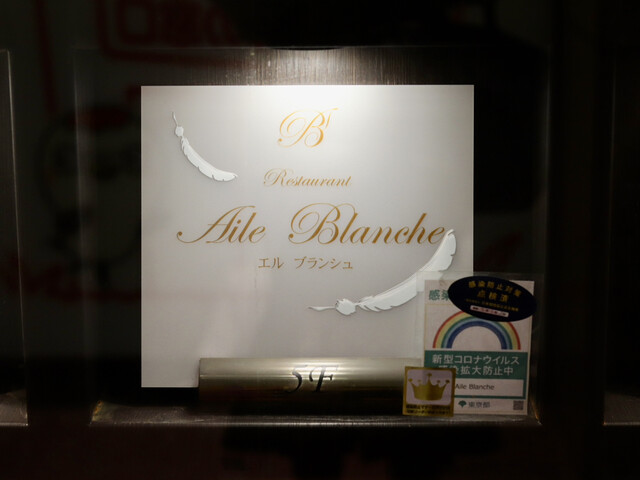 B
Restaurant
Aile Blanche
エル ブランシュ
5F
感染防止対策
点検済
新型コロナウイルス
感染拡大防止中
Aile Blanche
東京都